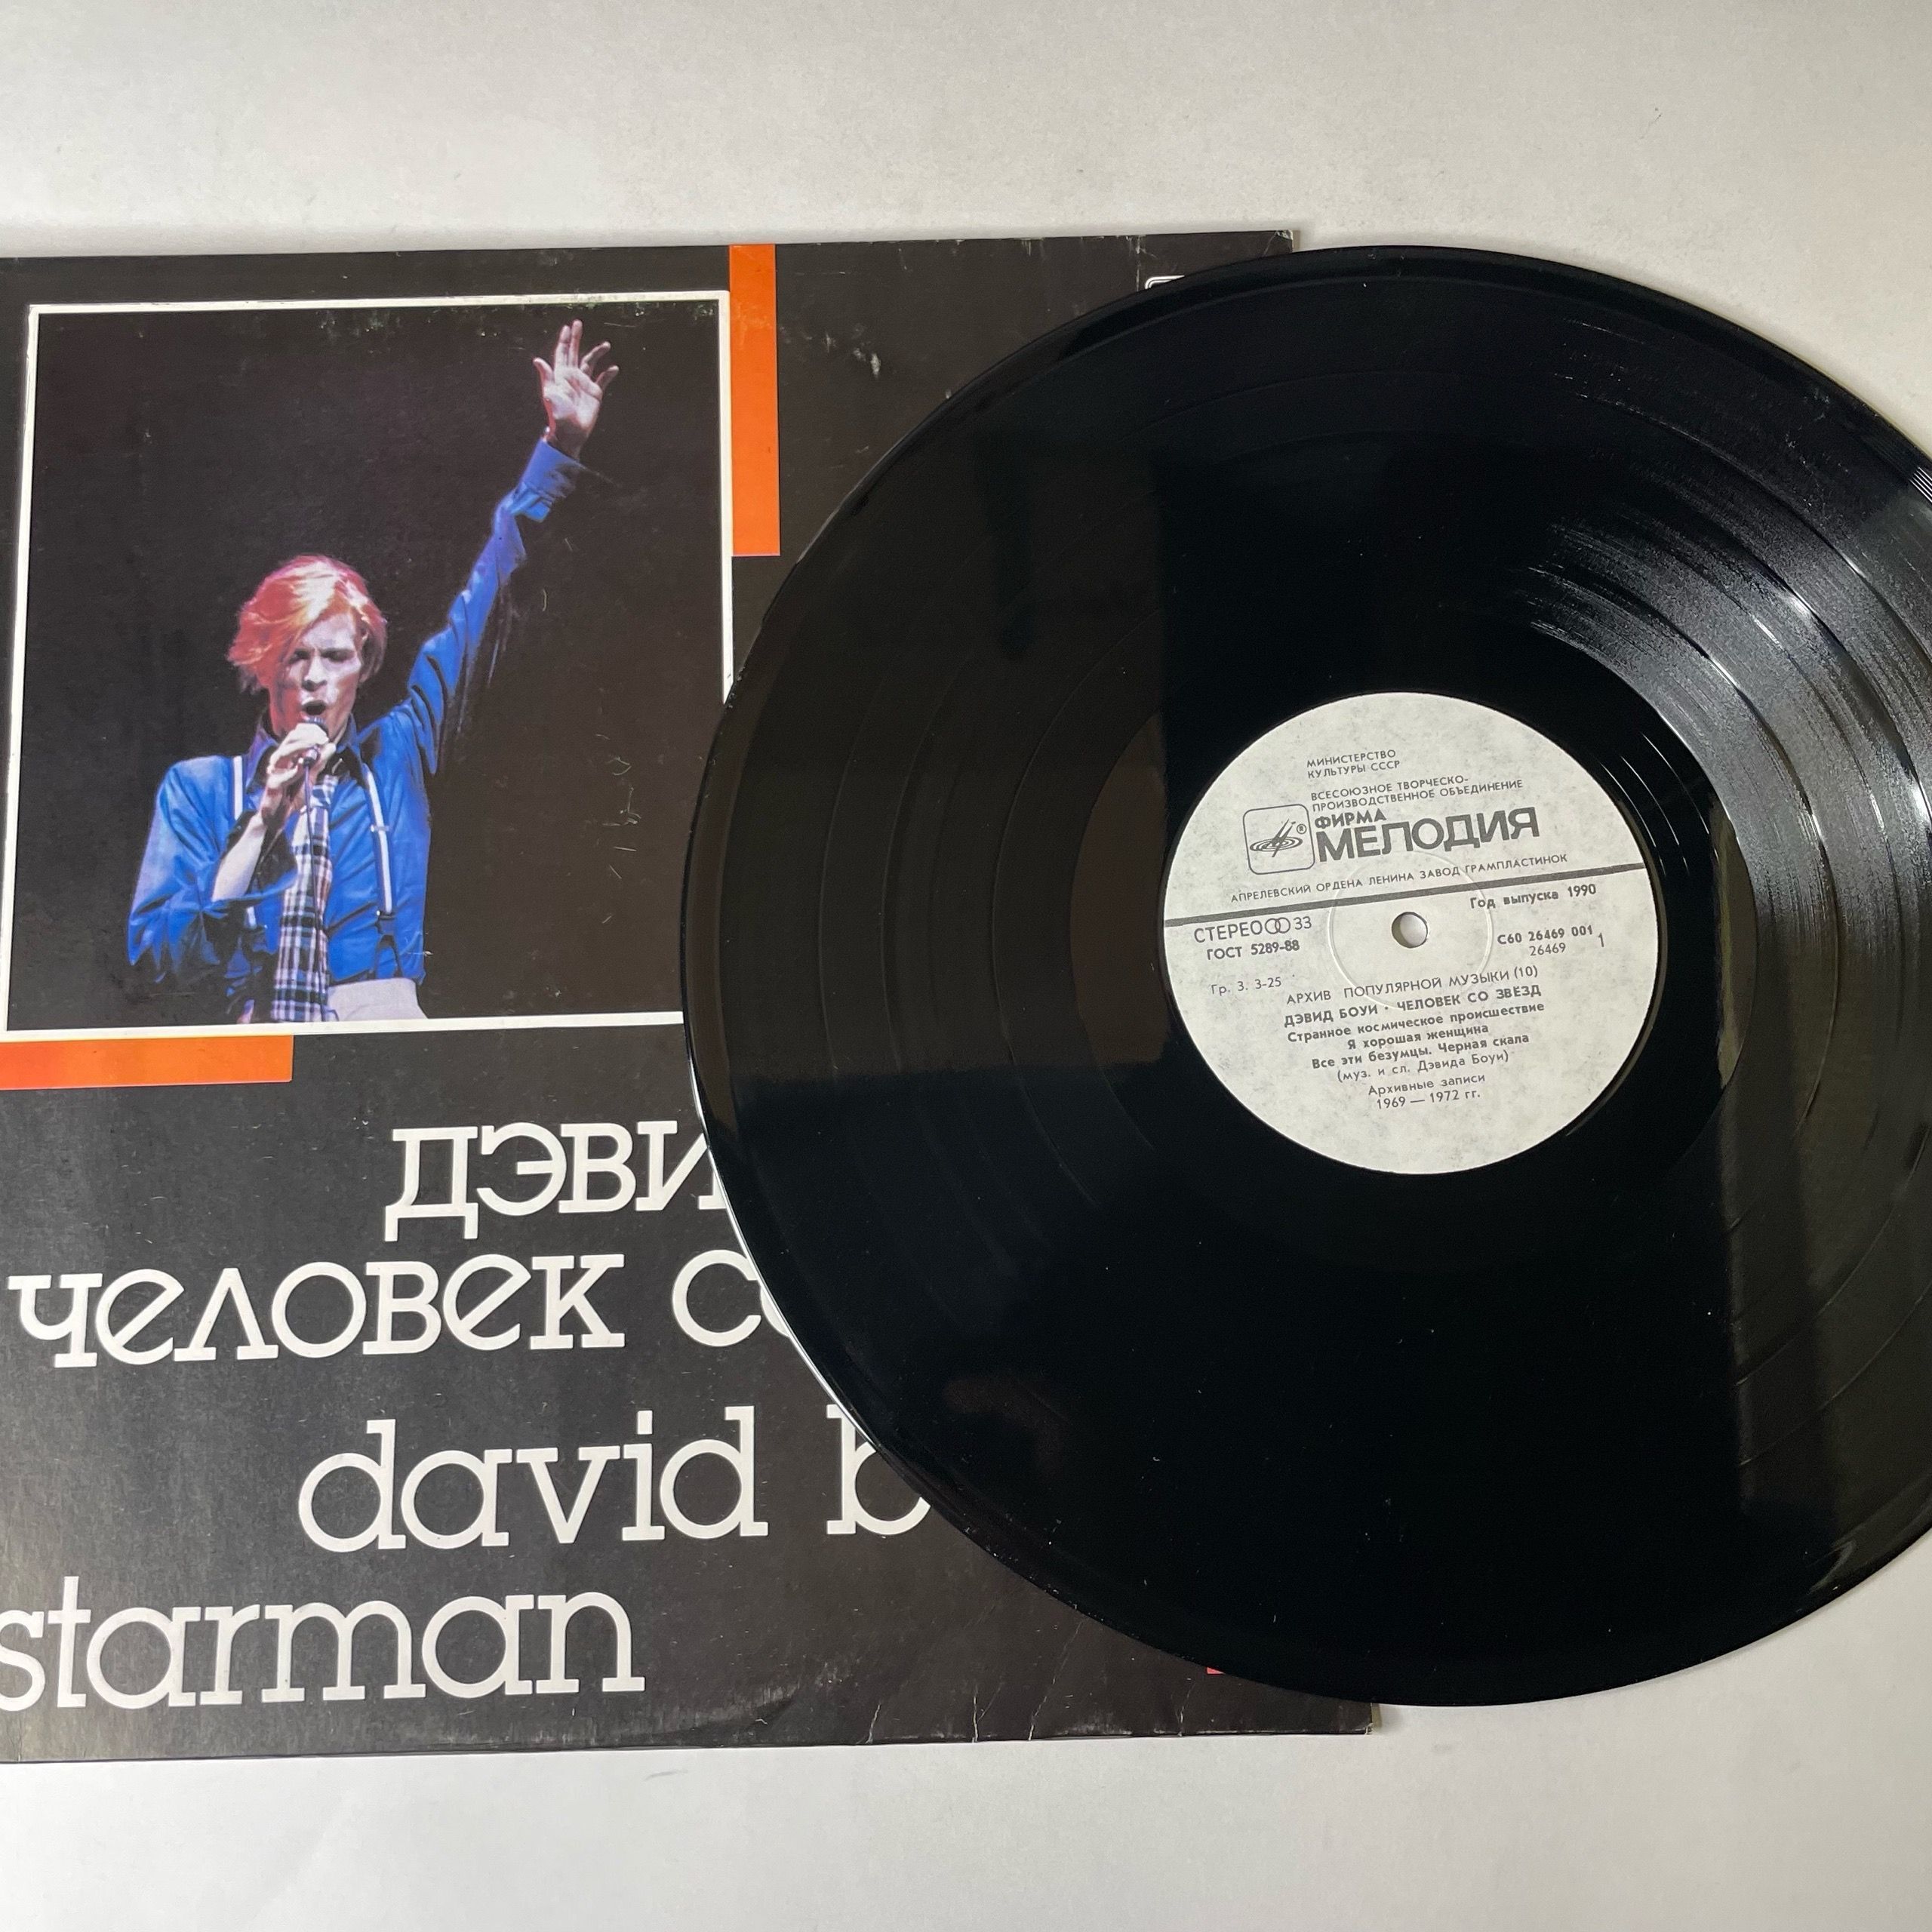 дэви
человек со
david b
starman
МИНИСТЕРСТВО
КУЛЬТУРЫ СССР
ВСЕСОЮЗНОЕ ТВОРЧЕСКО-
ПРОИЗВОДСТВЕННОЕ ОБЪЕДИНЕНИЕ
ФИРМА
® МЕЛОДИЯ
АПРЕЛЕВСКИЙ ОРДЕНА ЛЕНИНА ЗАВОД ГРАМПЛАСТИНОК
Год выпуска 1990
СТЕРЕО 33
ГОСТ 5289-88
С60 26469 001
26469
1
Гр. 3. 3-25
АРХИВ ПОПУЛЯРНОЙ МУЗЫКИ (10)
ДЭВИД БОУИ · ЧЕЛОВЕК СО ЗВЕЗД
Странное космическое происшествие
Я хорошая женщина
Все эти безумцы. Черная скала
(муз. и сл. Дэвида Боуи)
Архивные записи
1969 — 1972 гг.